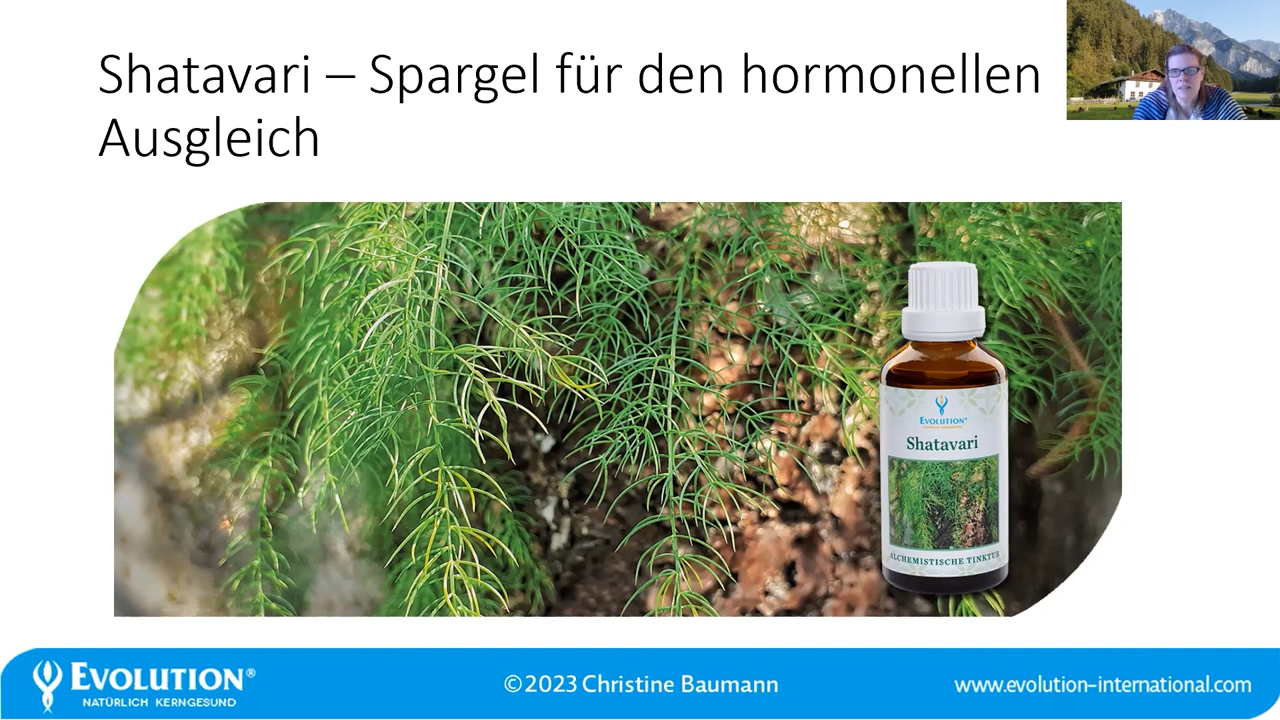 Shatavari – Spargel für den hormonellen
Ausgleich
EVOLUTION®
Shatavari
ALCHEMISTISCHE TINKTUR
EVOLUTION®
NATÜRLICH KERNGESUND
©2023 Christine Baumann
www.evolution-international.com